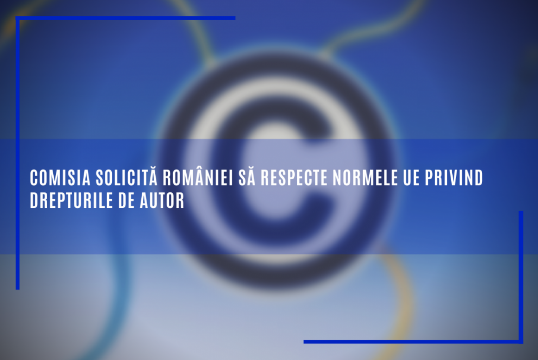 COMISIA SOLICITĂ ROMÂNIEI SĂ RESPECTE NORMELE UE PRIVIND
DREPTURILE DE AUTOR